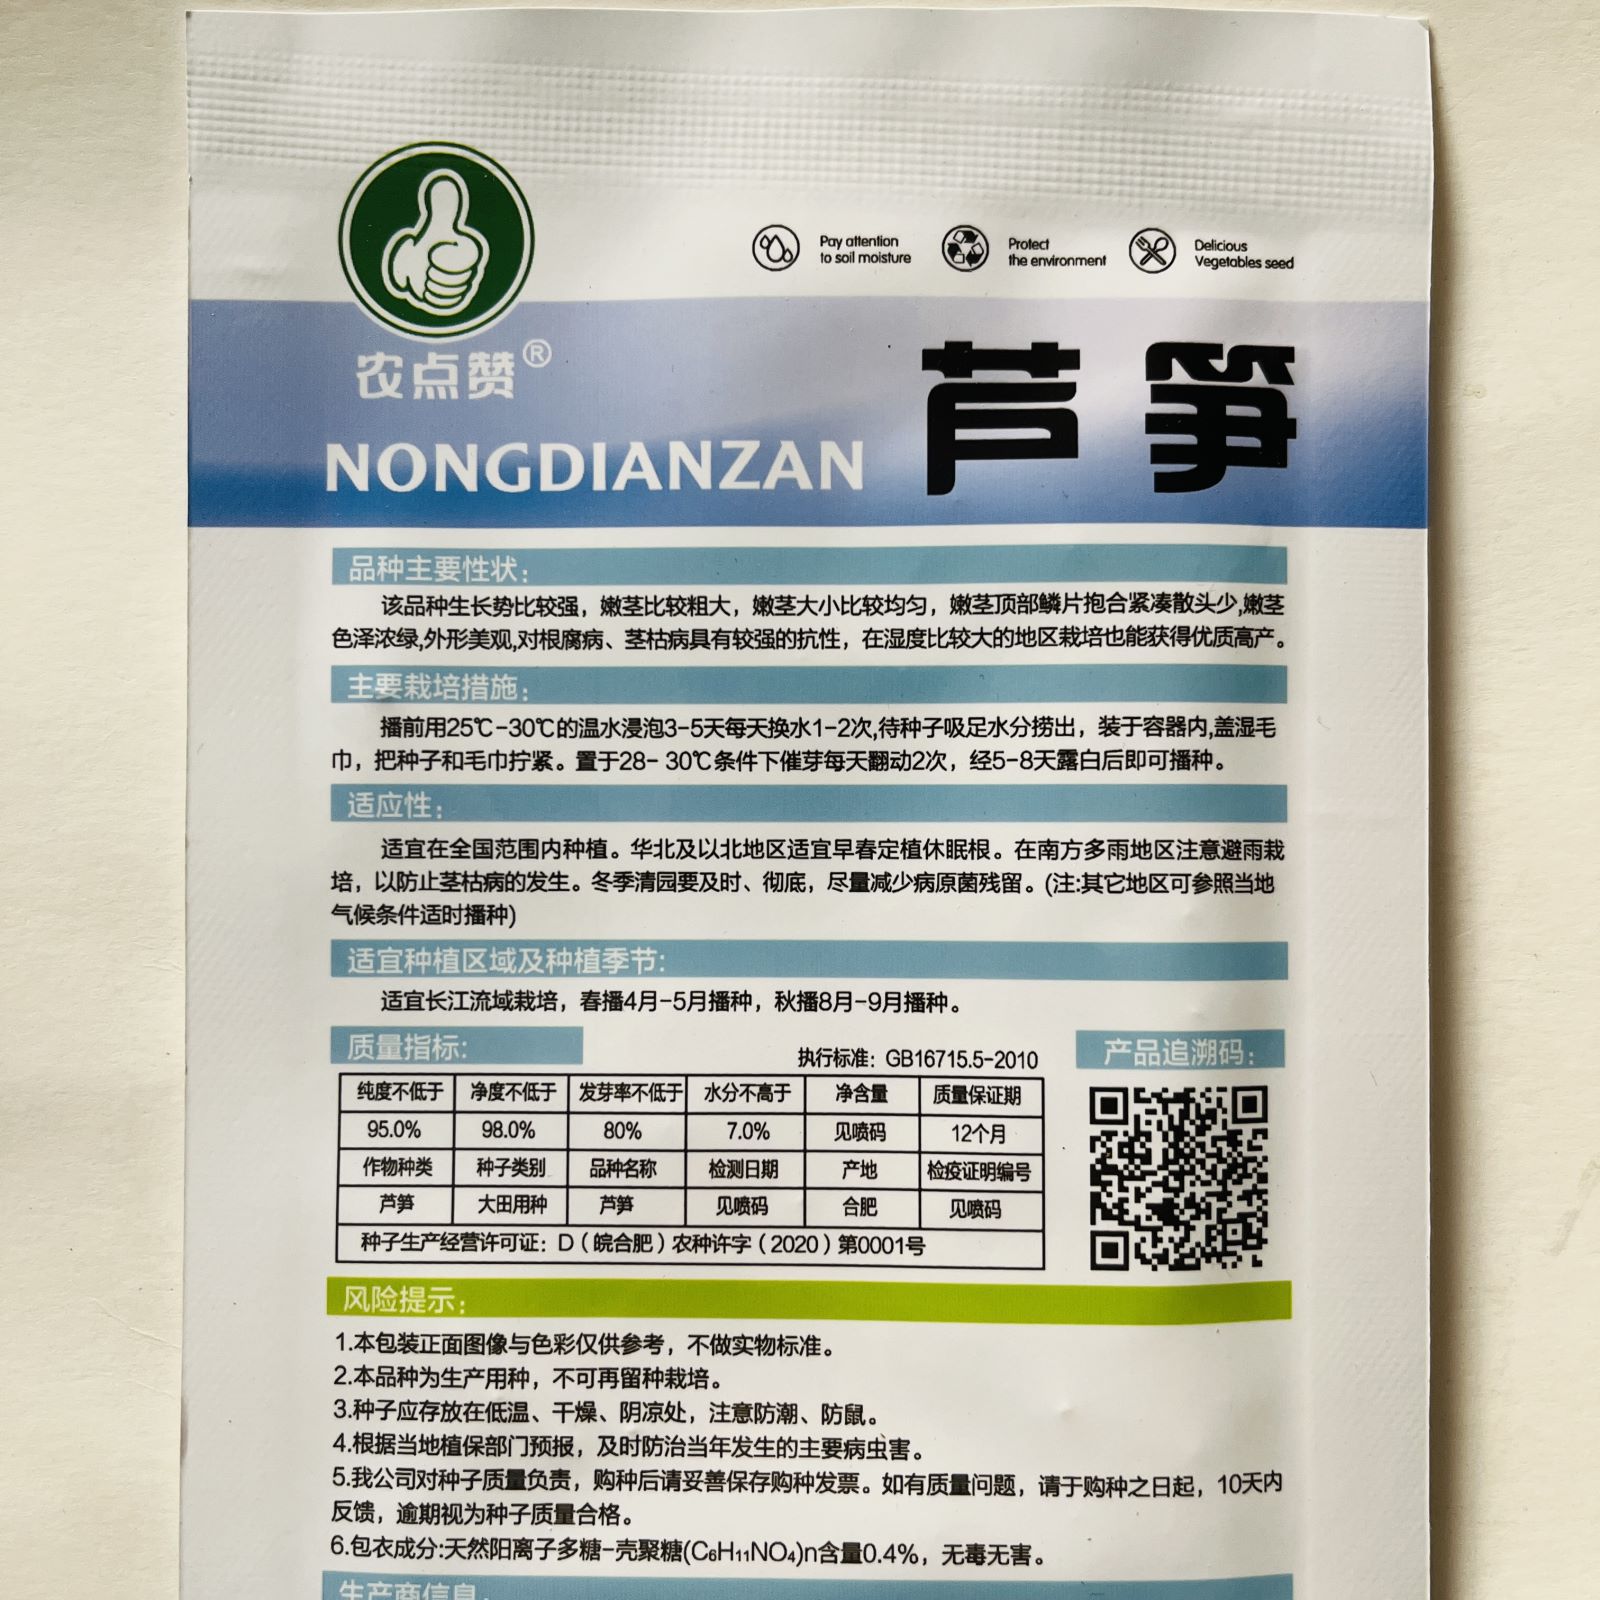 Pay attention
to soil moisture
Protect
the environment
Delicious
Vegetables seed
农点赞®
NONGDIANZAN
芦笋
品种主要性状:
该品种生长势比较强，嫩茎比较粗大，嫩茎大小比较均匀，嫩茎顶部鳞片抱合紧凑散头少,嫩茎
色泽浓绿,外形美观,对根腐病、茎枯病具有较强的抗性，在湿度比较大的地区栽培也能获得优质高产。
主要栽培措施:
播前用25℃-30℃的温水浸泡3-5天每天换水1-2次,待种子吸足水分捞出，装于容器内,盖湿毛
巾，把种子和毛巾拧紧。置于28- 30℃条件下催芽每天翻动2次，经5-8天露白后即可播种。
适应性:
适宜在全国范围内种植。华北及以北地区适宜早春定植休眠根。在南方多雨地区注意避雨栽
培，以防止茎枯病的发生。冬季清园要及时、彻底，尽量减少病原菌残留。(注:其它地区可参照当地
气候条件适时播种)
适宜种植区域及种植季节:
适宜长江流域栽培，春播4月-5月播种，秋播8月-9月播种。
质量指标:
执行标准：GB16715.5-2010
产品追溯码:
纯度不低于 净度不低于 发芽率不低于 水分不高于 净含量 质量保证期
95.0% 98.0% 80% 7.0% 见喷码 12个月
作物种类 种子类别 品种名称 检测日期 产地 检疫证明编号
芦笋 大田用种 芦笋 见喷码 合肥 见喷码
种子生产经营许可证：D（皖合肥）农种许字（2020）第0001号
风险提示:
1.本包装正面图像与色彩仅供参考，不做实物标准。
2.本品种为生产用种，不可再留种栽培。
3.种子应存放在低温、干燥、阴凉处，注意防潮、防鼠。
4.根据当地植保部门预报，及时防治当年发生的主要病虫害。
5.我公司对种子质量负责，购种后请妥善保存购种发票。如有质量问题，请于购种之日起，10天内
反馈，逾期视为种子质量合格。
6.包衣成分:天然阳离子多糖-壳聚糖(C₆H₁₁NO₄)n含量0.4%，无毒无害。
生产商信息: